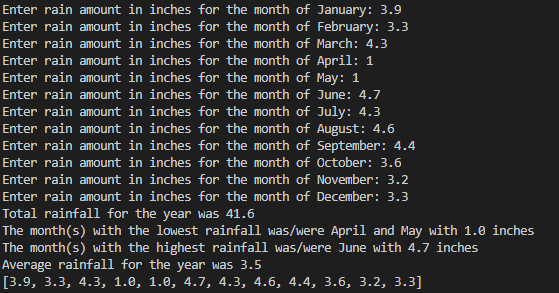 Enter rain amount in inches for the month of January: 3.9
Enter rain amount in inches for the month of February: 3.3
Enter rain amount in inches for the month of March: 4.3
Enter rain amount in inches for the month of April: 1
Enter rain amount in inches for the month of May: 1
Enter rain amount in inches for the month of June: 4.7
Enter rain amount in inches for the month of July: 4.3
Enter rain amount in inches for the month of August: 4.6
Enter rain amount in inches for the month of September: 4.4
Enter rain amount in inches for the month of October: 3.6
Enter rain amount in inches for the month of November: 3.2
Enter rain amount in inches for the month of December: 3.3
Total rainfall for the year was 41.6
The month(s) with the lowest rainfall was/were April and May with 1.0 inches
The month(s) with the highest rainfall was/were June with 4.7 inches
Average rainfall for the year was 3.5
[3.9, 3.3, 4.3, 1.0, 1.0, 4.7, 4.3, 4.6, 4.4, 3.6, 3.2, 3.3]